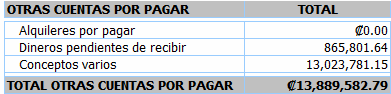 OTRAS CUENTAS POR PAGAR TOTAL
Alquileres por pagar ₡0.00
Dineros pendientes de recibir 865,801.64
Conceptos varios 13,023,781.15
TOTAL OTRAS CUENTAS POR PAGAR ₡13,889,582.79